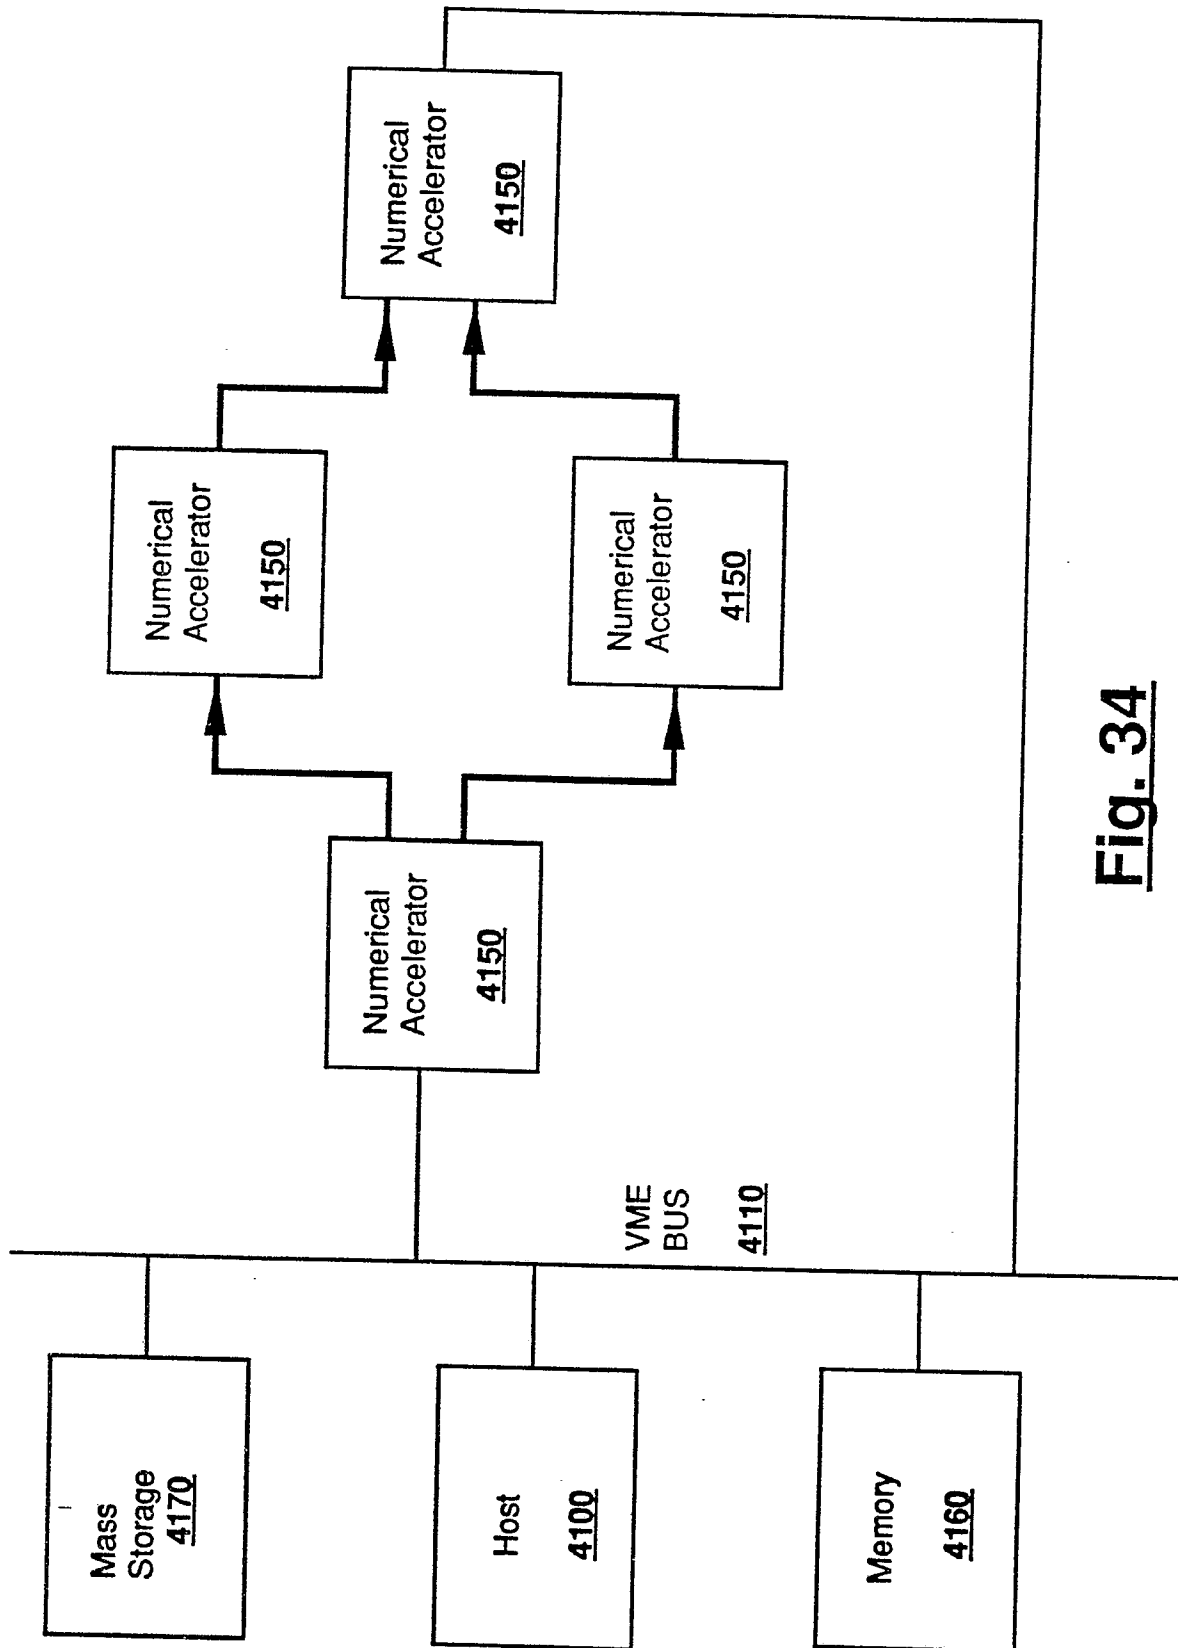 Mass
Storage
4170
Host
4100
Memory
4160
VME
BUS
4110
Numerical
Accelerator
4150
Numerical
Accelerator
4150
Numerical
Accelerator
4150
Numerical
Accelerator
4150
Fig. 34